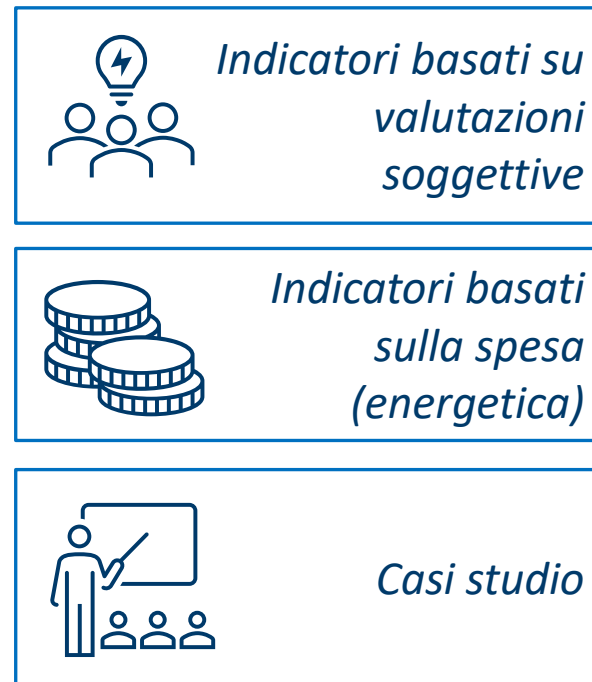 Indicatori basati su
valutazioni
soggettive
Indicatori basati
sulla spesa
(energetica)
Casi studio